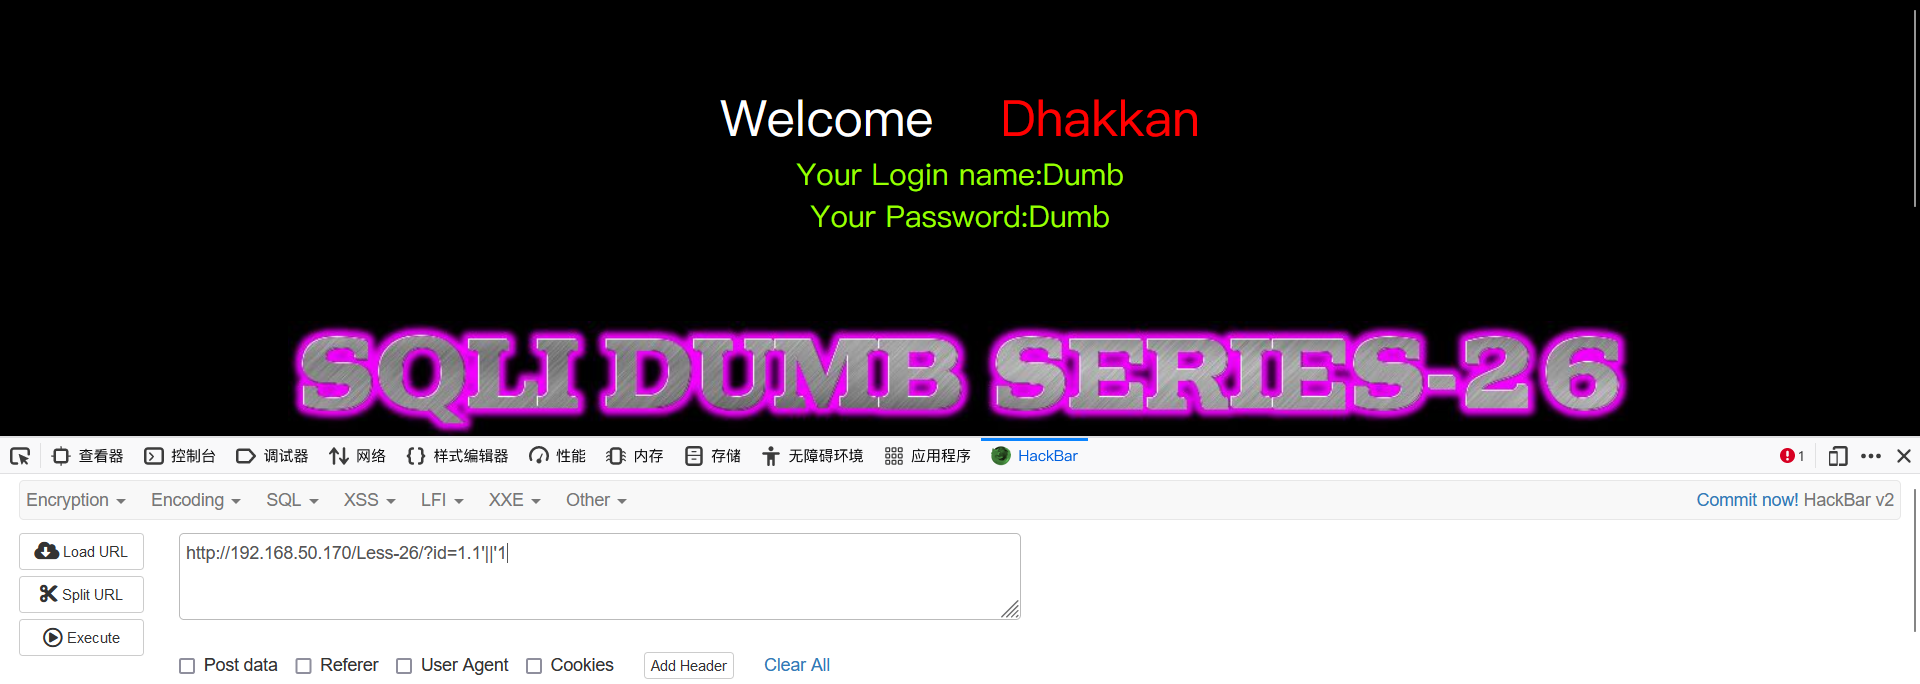 Welcome Dhakkan
Your Login name:Dumb
Your Password:Dumb
SQLI DUMB SERIES-26
查看器 控制台 调试器 网络 样式编辑器 性能 内存 存储 无障碍环境 应用程序 HackBar 1
Encryption Encoding SQL XSS LFI XXE Other Commit now! HackBar v2
Load URL http://192.168.50.170/Less-26/?id=1.1'||'1
Split URL
Execute
Post data Referer User Agent Cookies Add Header Clear All